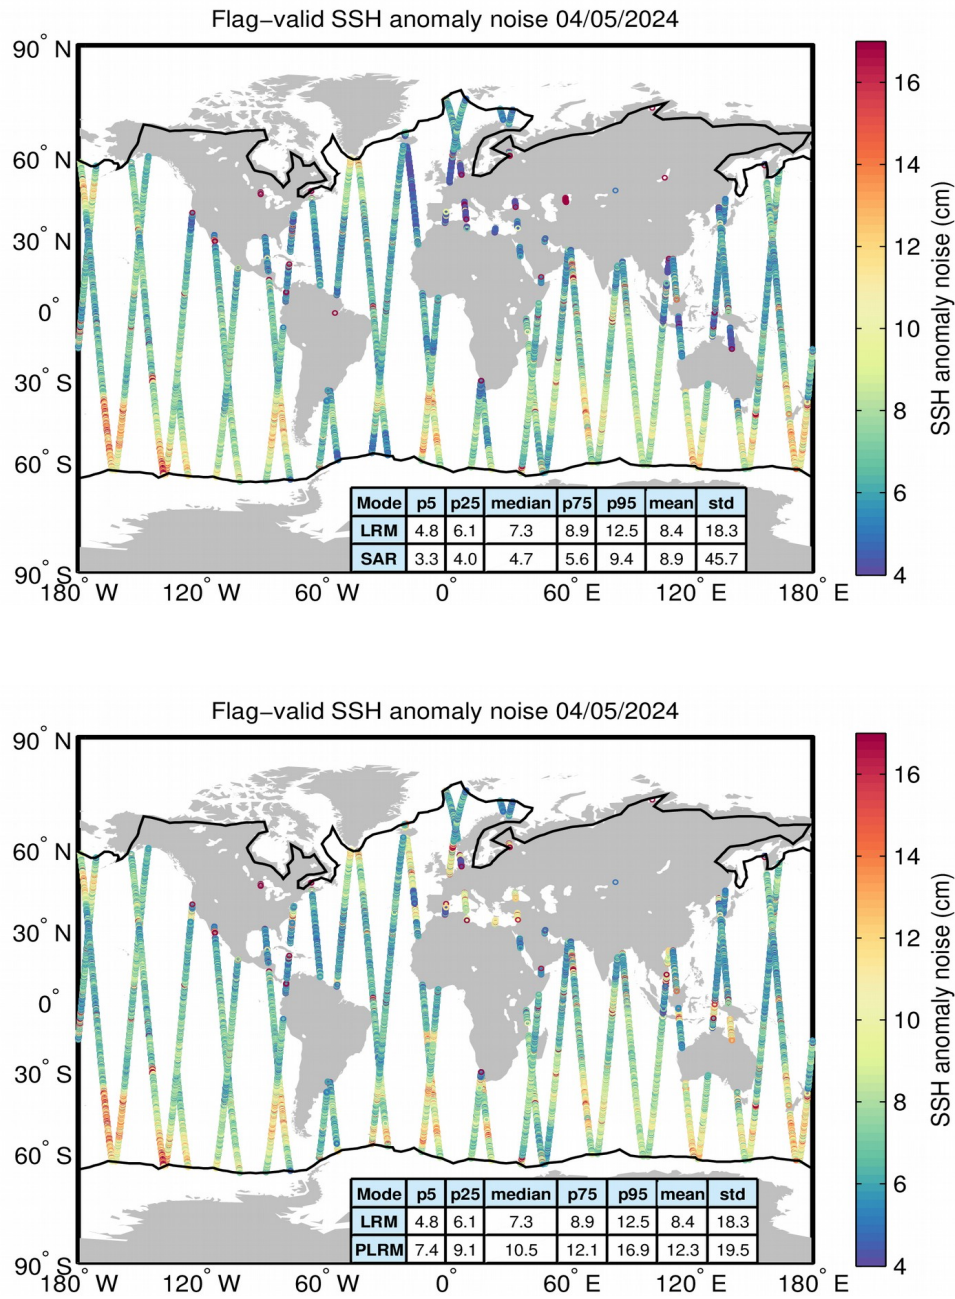 Flag−valid SSH anomaly noise 04/05/2024
90° N
60° N
30° N
0°
30° S
60° S
90° S
180° W
120° W
60° W
0°
60° E
120° E
180° E
16
14
12
10
8
6
4
SSH anomaly noise (cm)
Mode p5 p25 median p75 p95 mean std
LRM 4.8 6.1 7.3 8.9 12.5 8.4 18.3
SAR 3.3 4.0 4.7 5.6 9.4 8.9 45.7
Flag−valid SSH anomaly noise 04/05/2024
90° N
60° N
30° N
0°
30° S
60° S
90° S
180° W
120° W
60° W
0°
60° E
120° E
180° E
16
14
12
10
8
6
4
SSH anomaly noise (cm)
Mode p5 p25 median p75 p95 mean std
LRM 4.8 6.1 7.3 8.9 12.5 8.4 18.3
PLRM 7.4 9.1 10.5 12.1 16.9 12.3 19.5